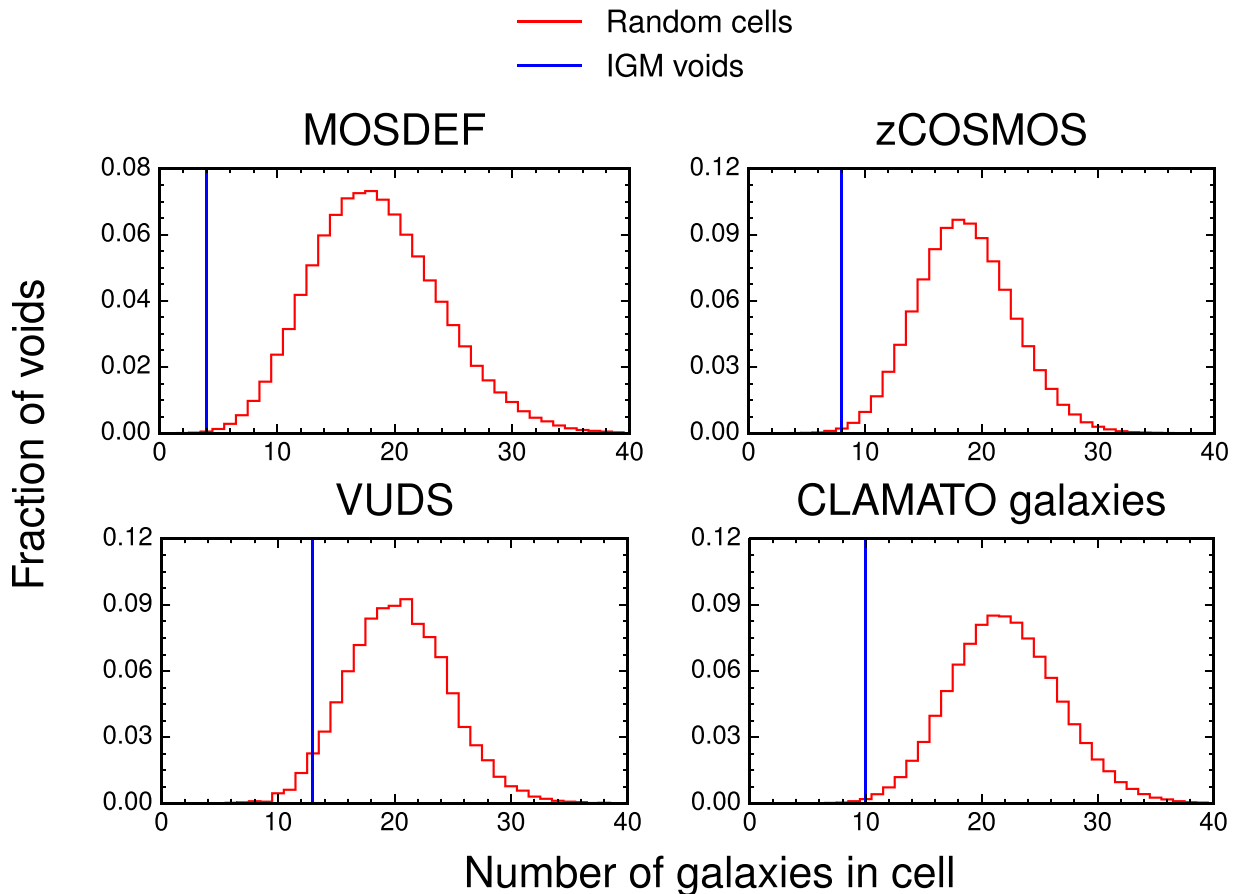 Random cells
IGM voids
MOSDEF
zCOSMOS
0.08
0.06
0.04
0.02
0.00
0 10 20 30 40
0.12
0.09
0.06
0.03
0.00
0 10 20 30 40
Fraction of voids
VUDS
CLAMATO galaxies
0.12
0.09
0.06
0.03
0.00
0 10 20 30 40
0.12
0.09
0.06
0.03
0.00
0 10 20 30 40
Number of galaxies in cell